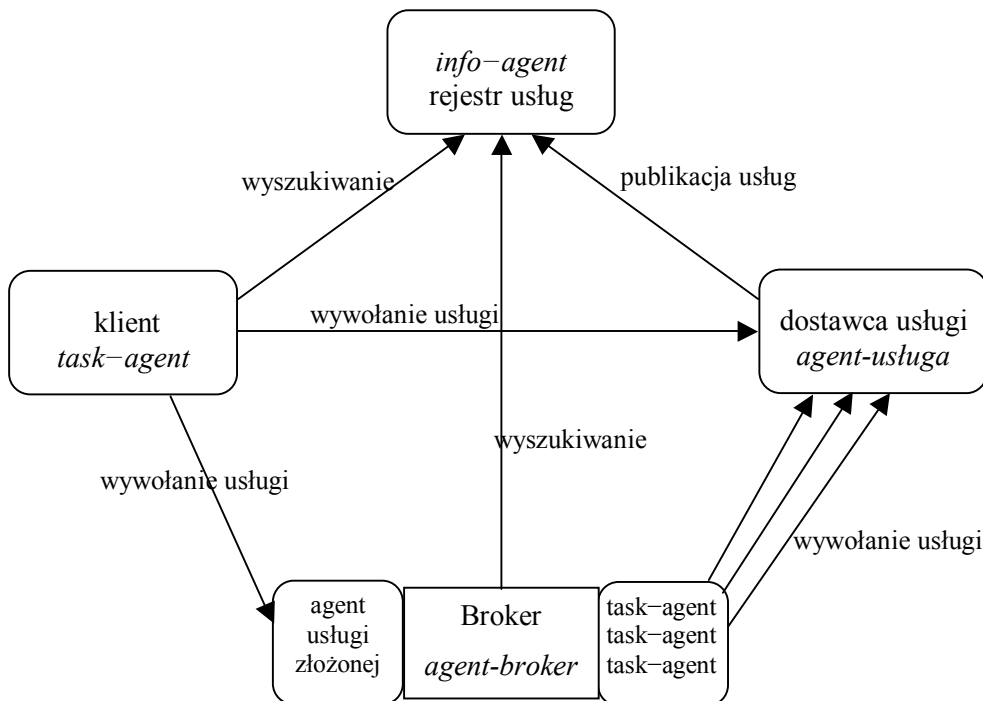 info−agent
rejestr usług
wyszukiwanie
publikacja usług
klient
task−agent
wywołanie usługi
dostawca usługi
agent-usługa
wyszukiwanie
wywołanie usługi
wywołanie usługi
agent
usługi
złożonej
Broker
agent-broker
task−agent
task−agent
task−agent